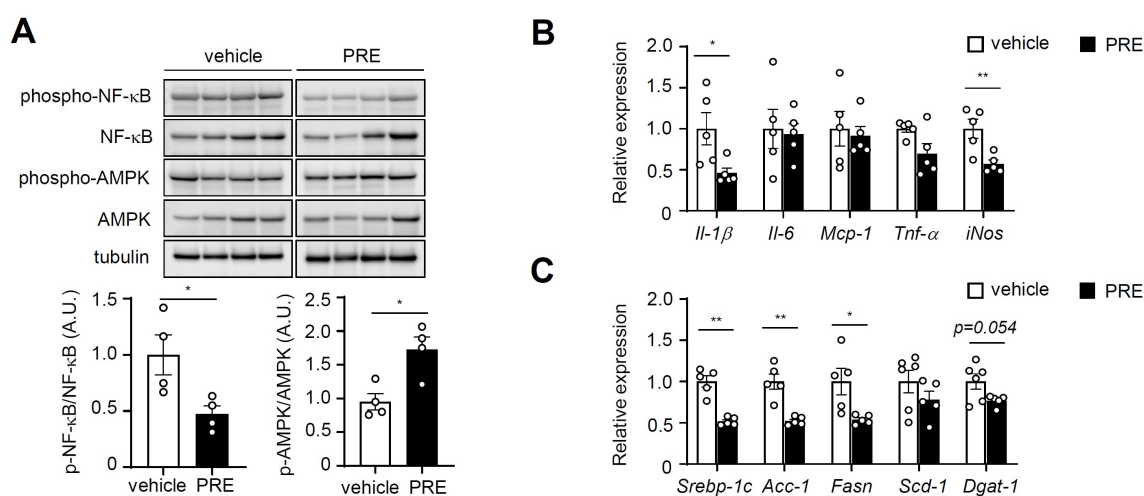 A
vehicle PRE
phospho-NF-κB
NF-κB
phospho-AMPK
AMPK
tubulin
p-NF-κB/NF-κB (A.U.)
1.5
1.0
0.5
0
*
vehicle PRE
p-AMPK/AMPK (A.U.)
2.5
2.0
1.5
1.0
0.5
0
*
vehicle PRE
B
vehicle PRE
Relative expression
2.0
1.5
1.0
0.5
0
* **
Il-1β Il-6 Mcp-1 Tnf-α iNos
C
vehicle PRE
Relative expression
2.0
1.5
1.0
0.5
0
** ** * p=0.054
Srebp-1c Acc-1 Fasn Scd-1 Dgat-1